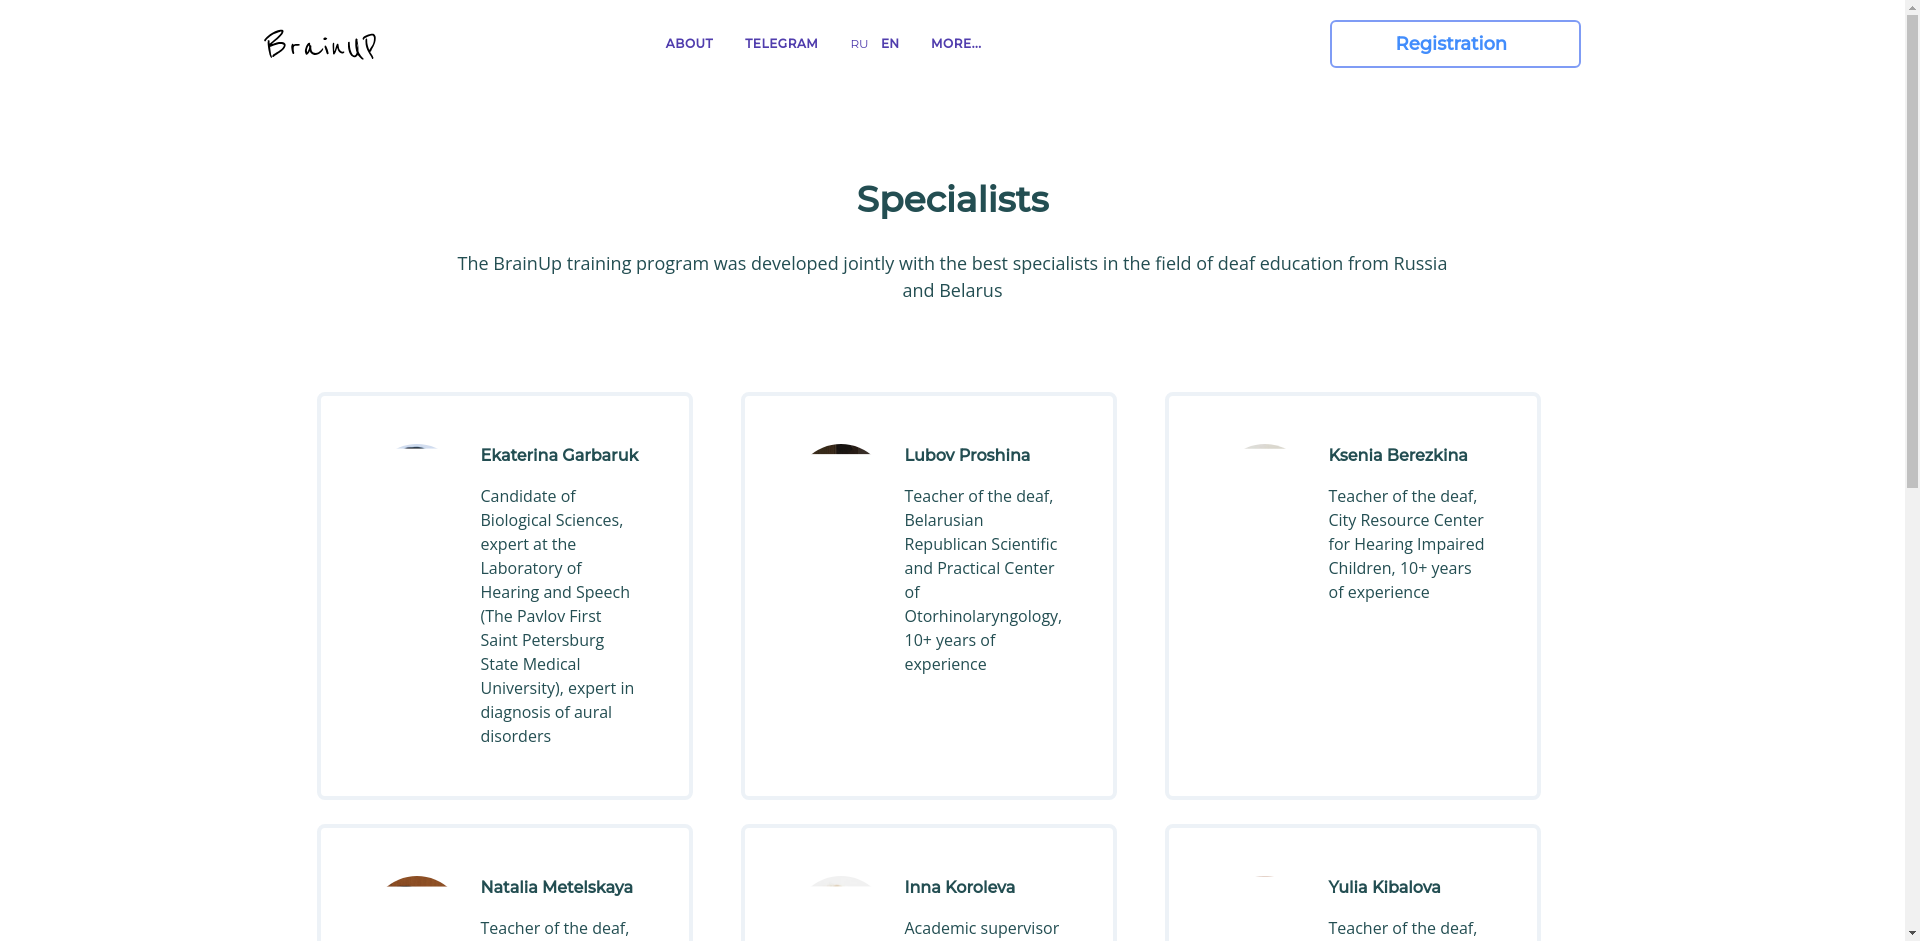 BrainUP
ABOUT
TELEGRAM
RU
EN
MORE...
Registration
Specialists
The BrainUp training program was developed jointly with the best specialists in the field of deaf education from Russia
and Belarus
Ekaterina Garbaruk
Candidate of
Biological Sciences,
expert at the
Laboratory of
Hearing and Speech
(The Pavlov First
Saint Petersburg
State Medical
University), expert in
diagnosis of aural
disorders
Lubov Proshina
Teacher of the deaf,
Belarusian
Republican Scientific
and Practical Center
of
Otorhinolaryngology,
10+ years of
experience
Ksenia Berezkina
Teacher of the deaf,
City Resource Center
for Hearing Impaired
Children, 10+ years
of experience
Natalia Metelskaya
Teacher of the deaf,
Inna Koroleva
Academic supervisor
Yulia Kibalova
Teacher of the deaf,